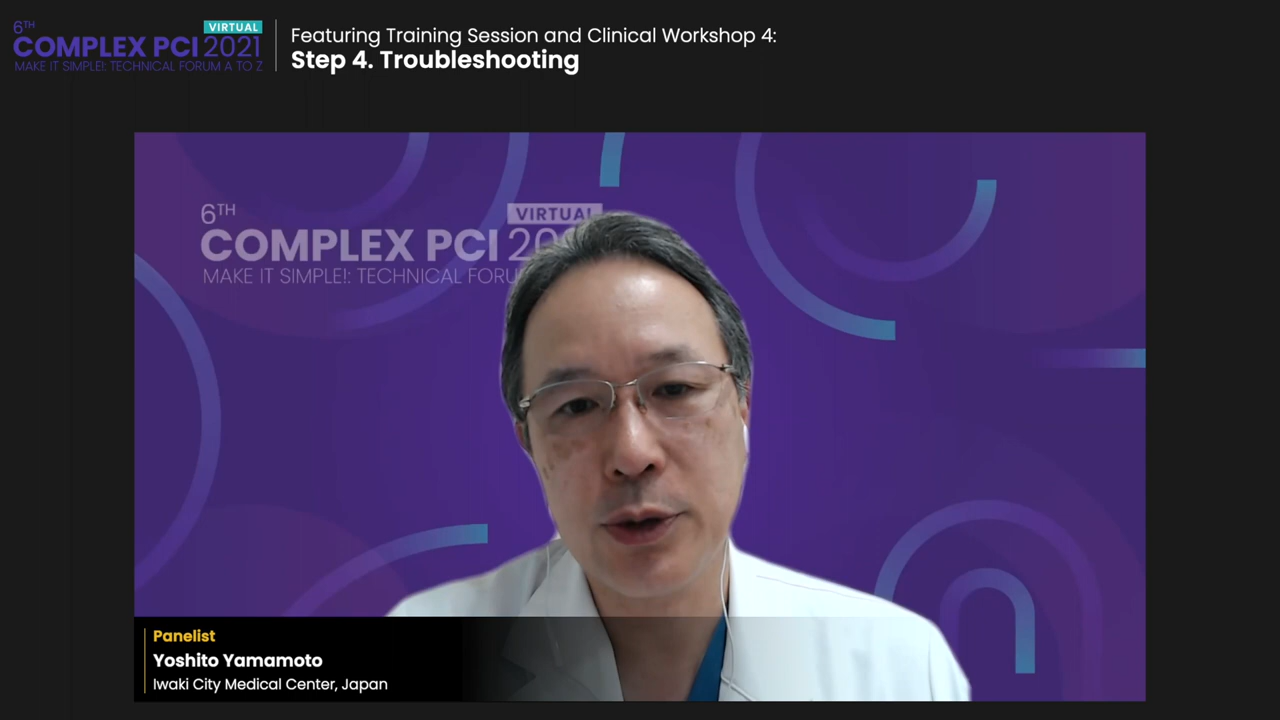 6TH
VIRTUAL
COMPLEX PCI 2021
MAKE IT SIMPLE!: TECHNICAL FORUM A TO Z
Featuring Training Session and Clinical Workshop 4:
Step 4. Troubleshooting
6TH
VIRTUAL
COMPLEX PCI 20
MAKE IT SIMPLE!: TECHNICAL FORU
Panelist
Yoshito Yamamoto
Iwaki City Medical Center, Japan